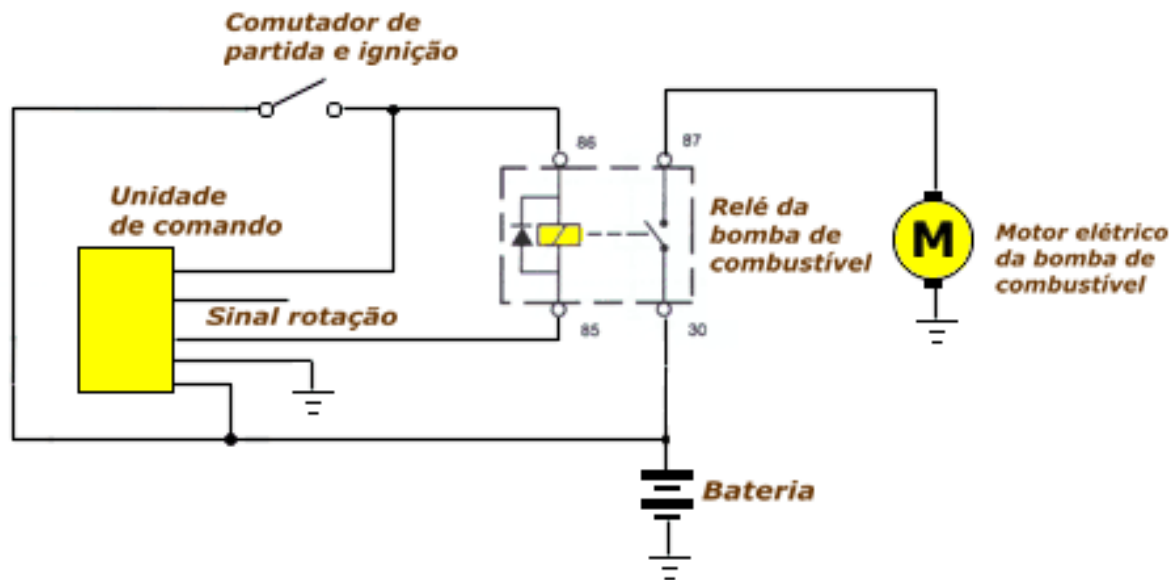 Comutador de
partida e ignição
86
87
Unidade
de comando
Relé da
bomba de
combustível
M
Motor elétrico
da bomba de
combustível
Sinal rotação
85
30
Bateria